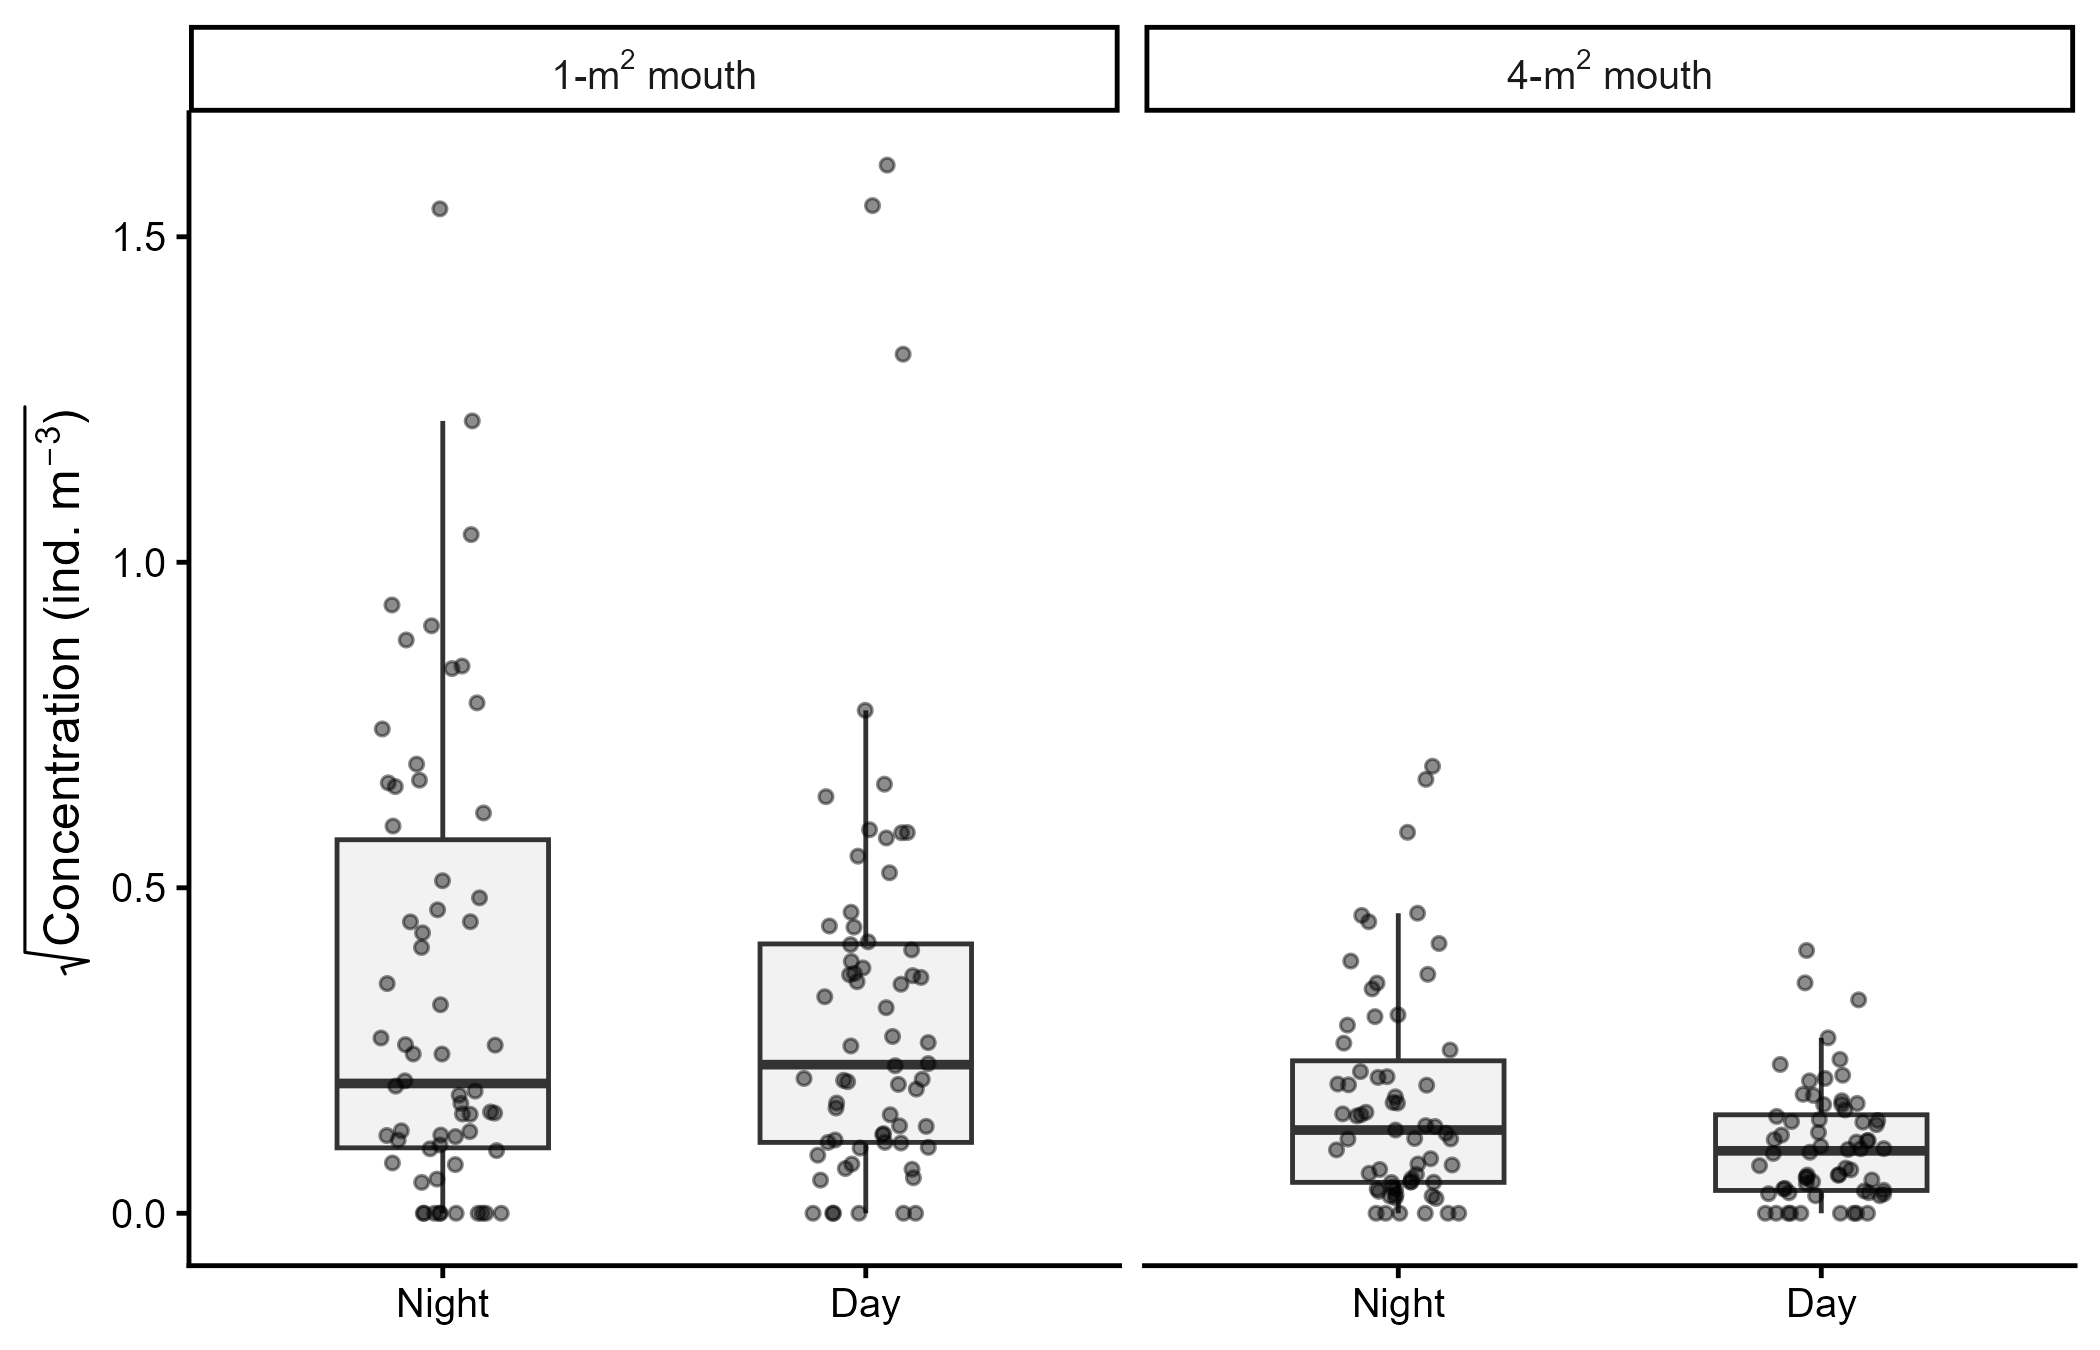 1-m² mouth
4-m² mouth
√Concentration (ind. m⁻³)
1.5
1.0
0.5
0.0
Night
Day
Night
Day